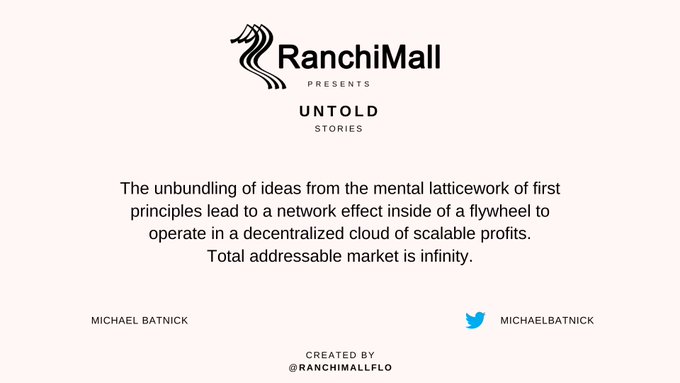 RanchiMall
PRESENTS
UNTOLD
STORIES
The unbundling of ideas from the mental latticework of first
principles lead to a network effect inside of a flywheel to
operate in a decentralized cloud of scalable profits.
Total addressable market is infinity.
MICHAEL BATNICK
MICHAELBATNICK
CREATED BY
@RANCHIMALLFLO